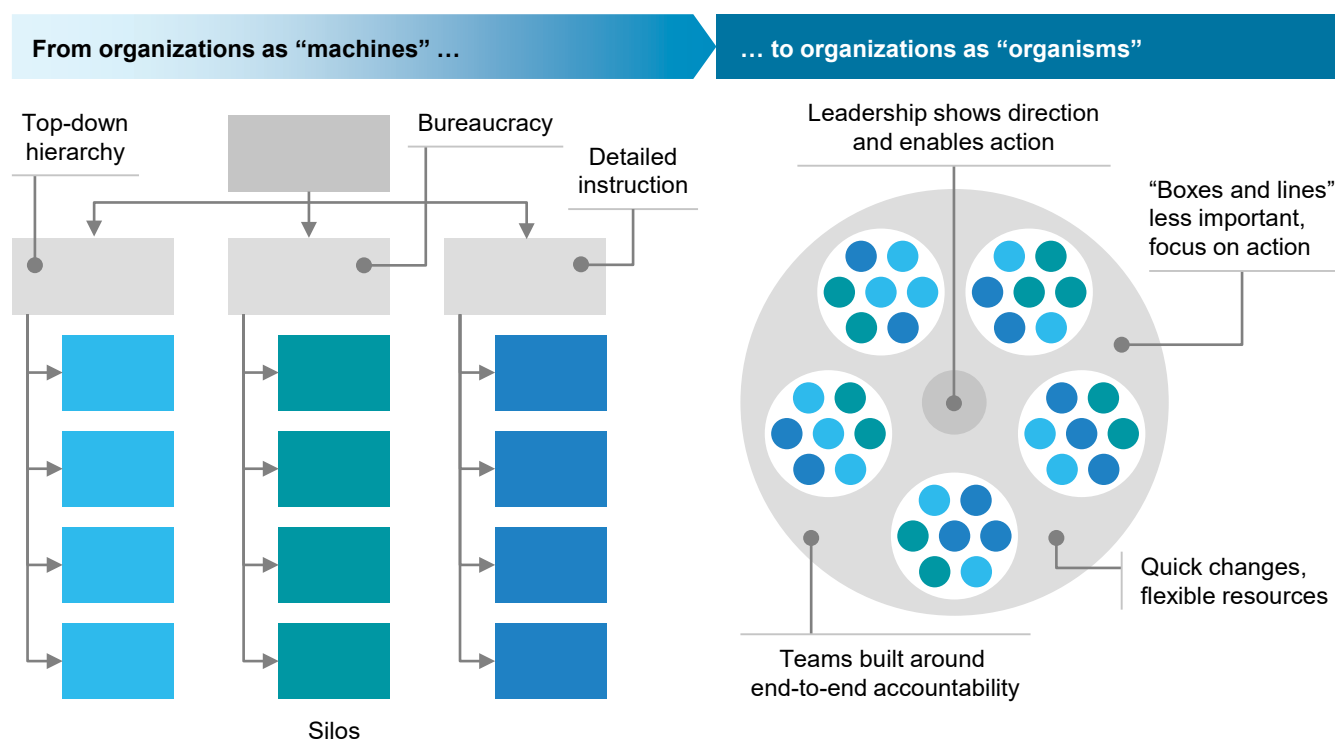 From organizations as “machines” …
… to organizations as “organisms”
Top-down
hierarchy
Bureaucracy
Detailed
instruction
Silos
Leadership shows direction
and enables action
“Boxes and lines”
less important,
focus on action
Quick changes,
flexible resources
Teams built around
end-to-end accountability